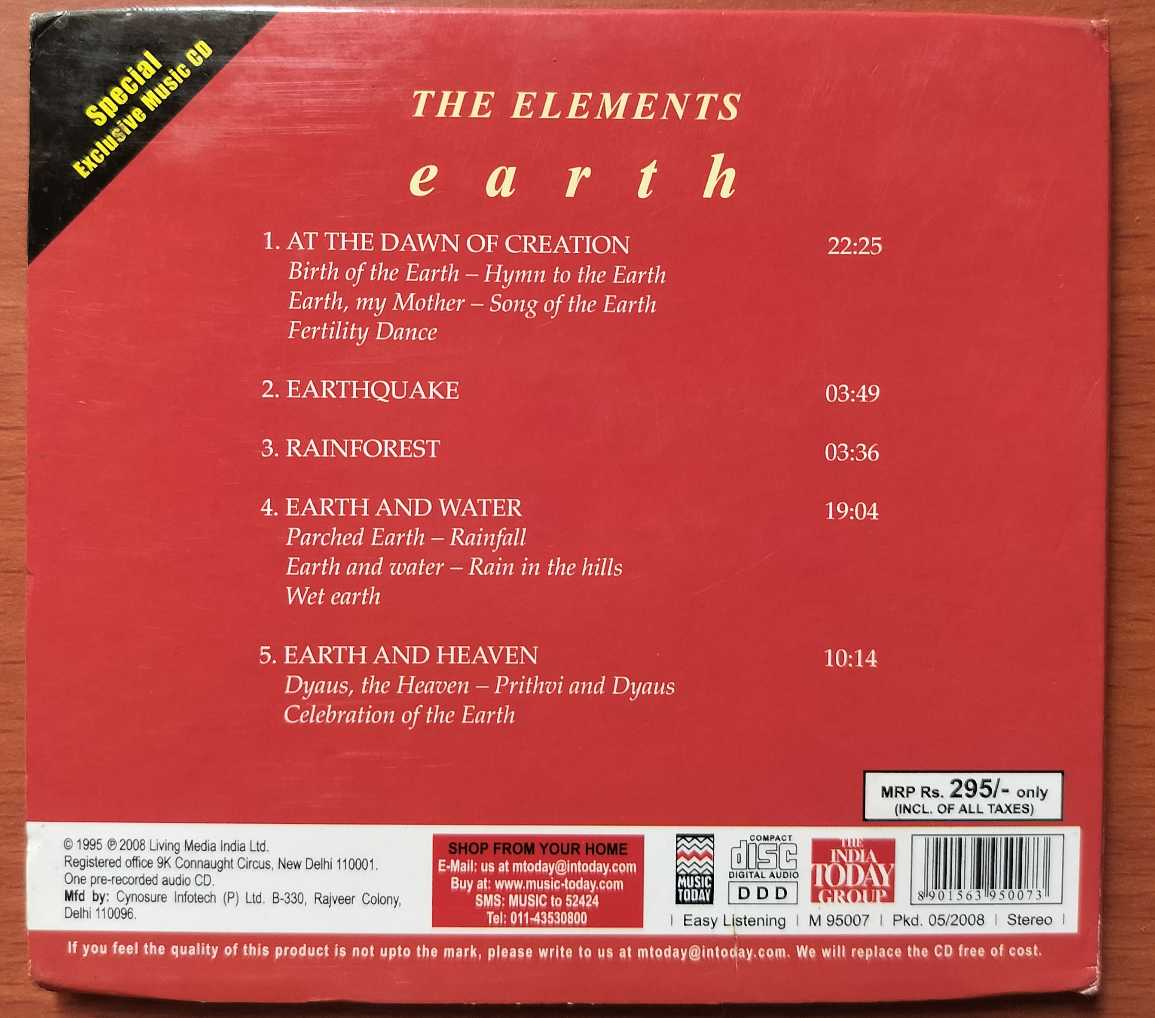 Special
Exclusive Music CD
THE ELEMENTS
earth
1. AT THE DAWN OF CREATION 22:25
Birth of the Earth – Hymn to the Earth
Earth, my Mother – Song of the Earth
Fertility Dance
2. EARTHQUAKE 03:49
3. RAINFOREST 03:36
4. EARTH AND WATER 19:04
Parched Earth – Rainfall
Earth and water – Rain in the hills
Wet earth
5. EARTH AND HEAVEN 10:14
Dyaus, the Heaven – Prithvi and Dyaus
Celebration of the Earth
MRP Rs. 295/- only
(INCL. OF ALL TAXES)
© 1995 ℗ 2008 Living Media India Ltd.
Registered office 9K Connaught Circus, New Delhi 110001.
One pre-recorded audio CD.
Mfd by: Cynosure Infotech (P) Ltd. B-330, Rajveer Colony,
Delhi 110096.
SHOP FROM YOUR HOME
E-Mail: us at mtoday@intoday.com
Buy at: www.music-today.com
SMS: MUSIC to 52424
Tel: 011-43530800
MUSIC
TODAY
COMPACT
disc
DIGITAL AUDIO
DDD
THE
INDIA
TODAY
GROUP
8901563 950073
| Easy Listening | M 95007 | Pkd. 05/2008 | Stereo |
If you feel the quality of this product is not upto the mark, please write to us at mtoday@intoday.com. We will replace the CD free of cost.